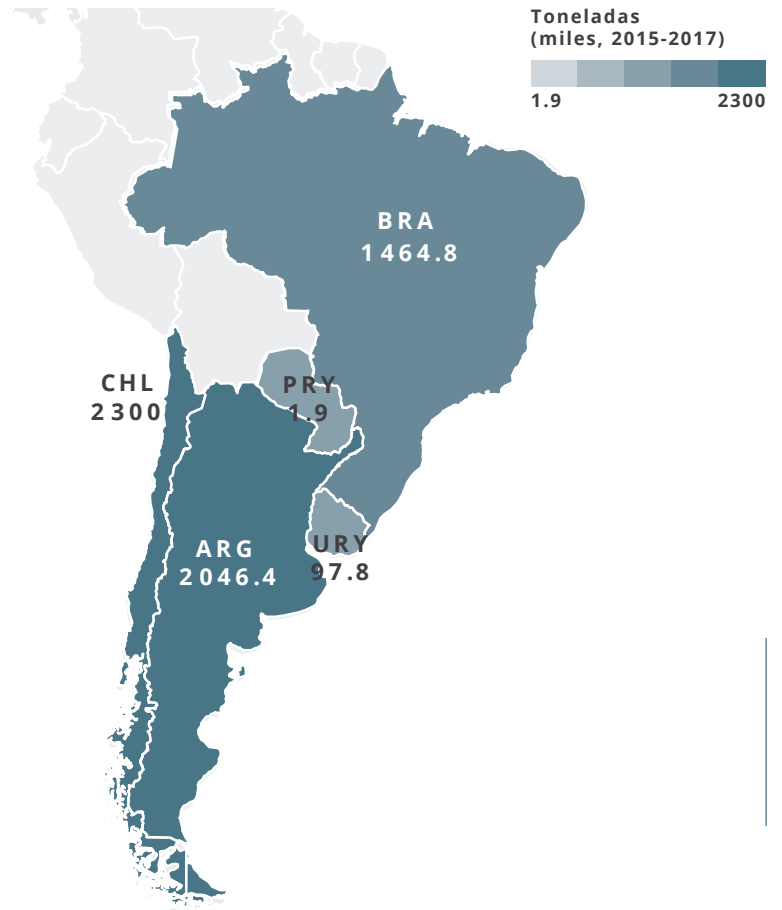 Toneladas
(miles, 2015-2017)
1.9 2300
BRA
1464.8
CHL
2300
PRY
1.9
ARG
2046.4
URY
97.8